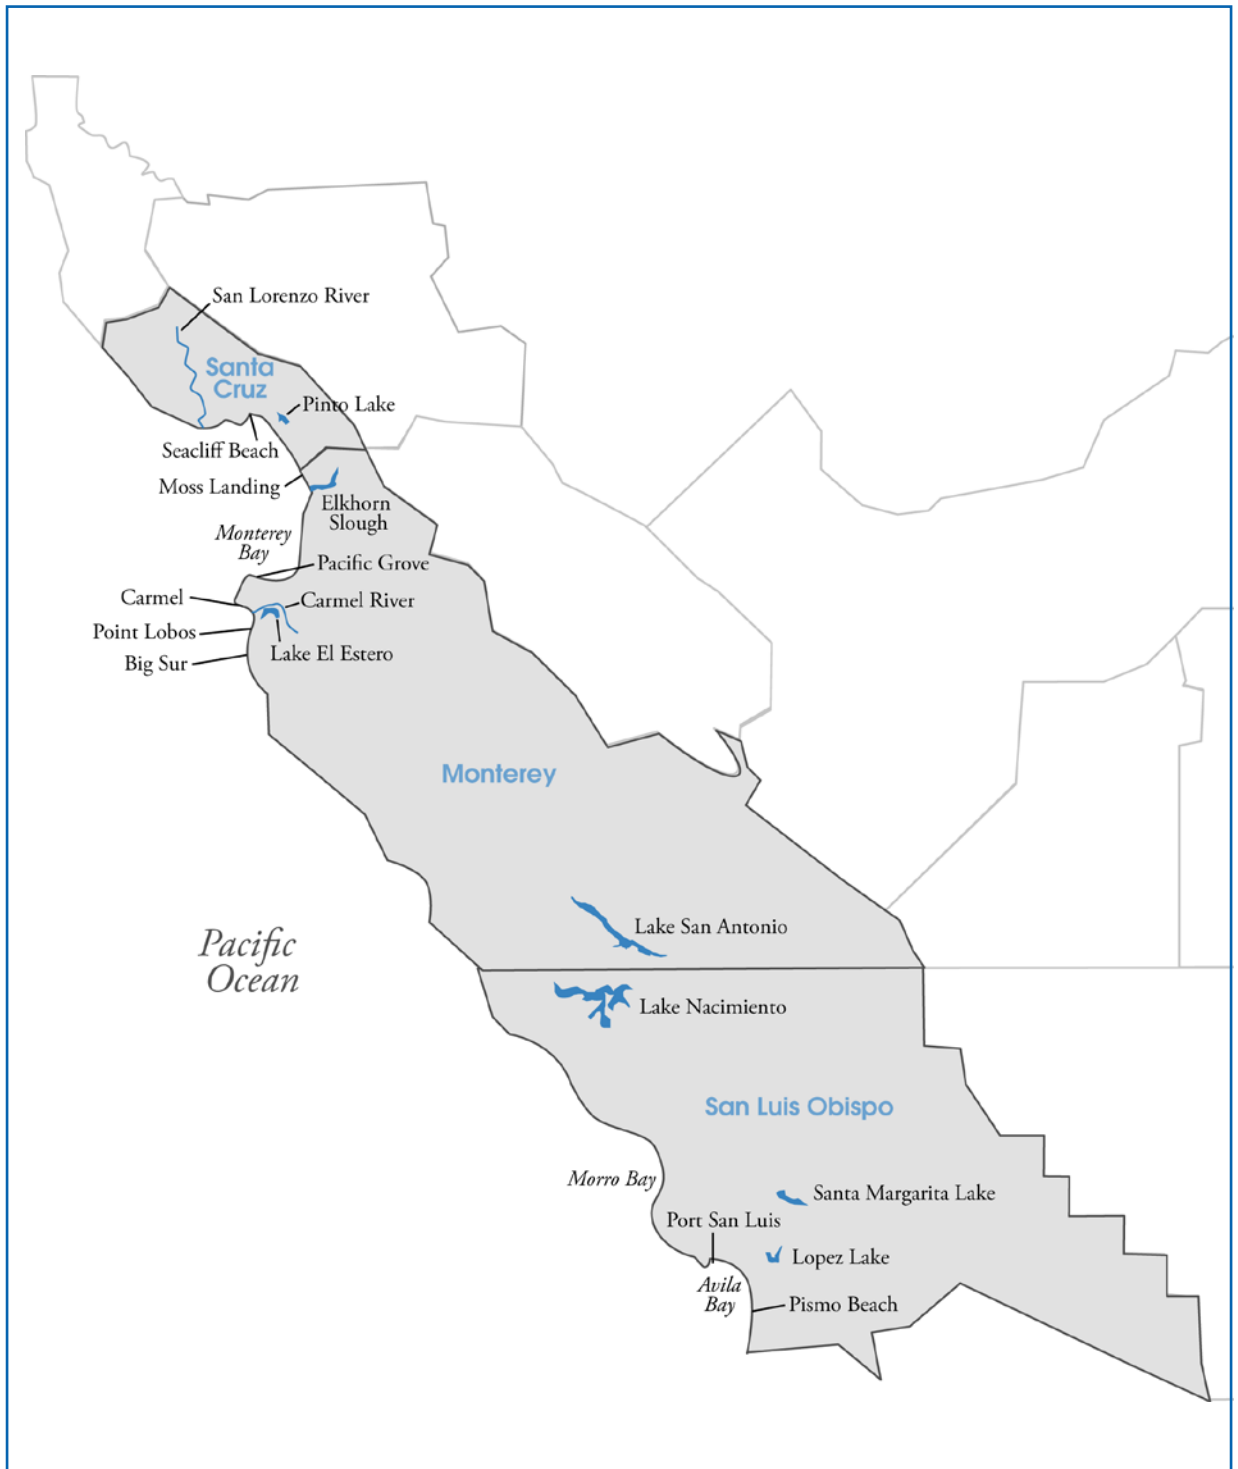 San Lorenzo River
Santa
Cruz
Pinto Lake
Seacliff Beach
Moss Landing
Elkhorn
Slough
Monterey
Bay
Pacific Grove
Carmel
Carmel River
Point Lobos
Lake El Estero
Big Sur
Monterey
Lake San Antonio
Pacific
Ocean
Lake Nacimiento
San Luis Obispo
Morro Bay
Santa Margarita Lake
Port San Luis
Lopez Lake
Avila
Bay
Pismo Beach